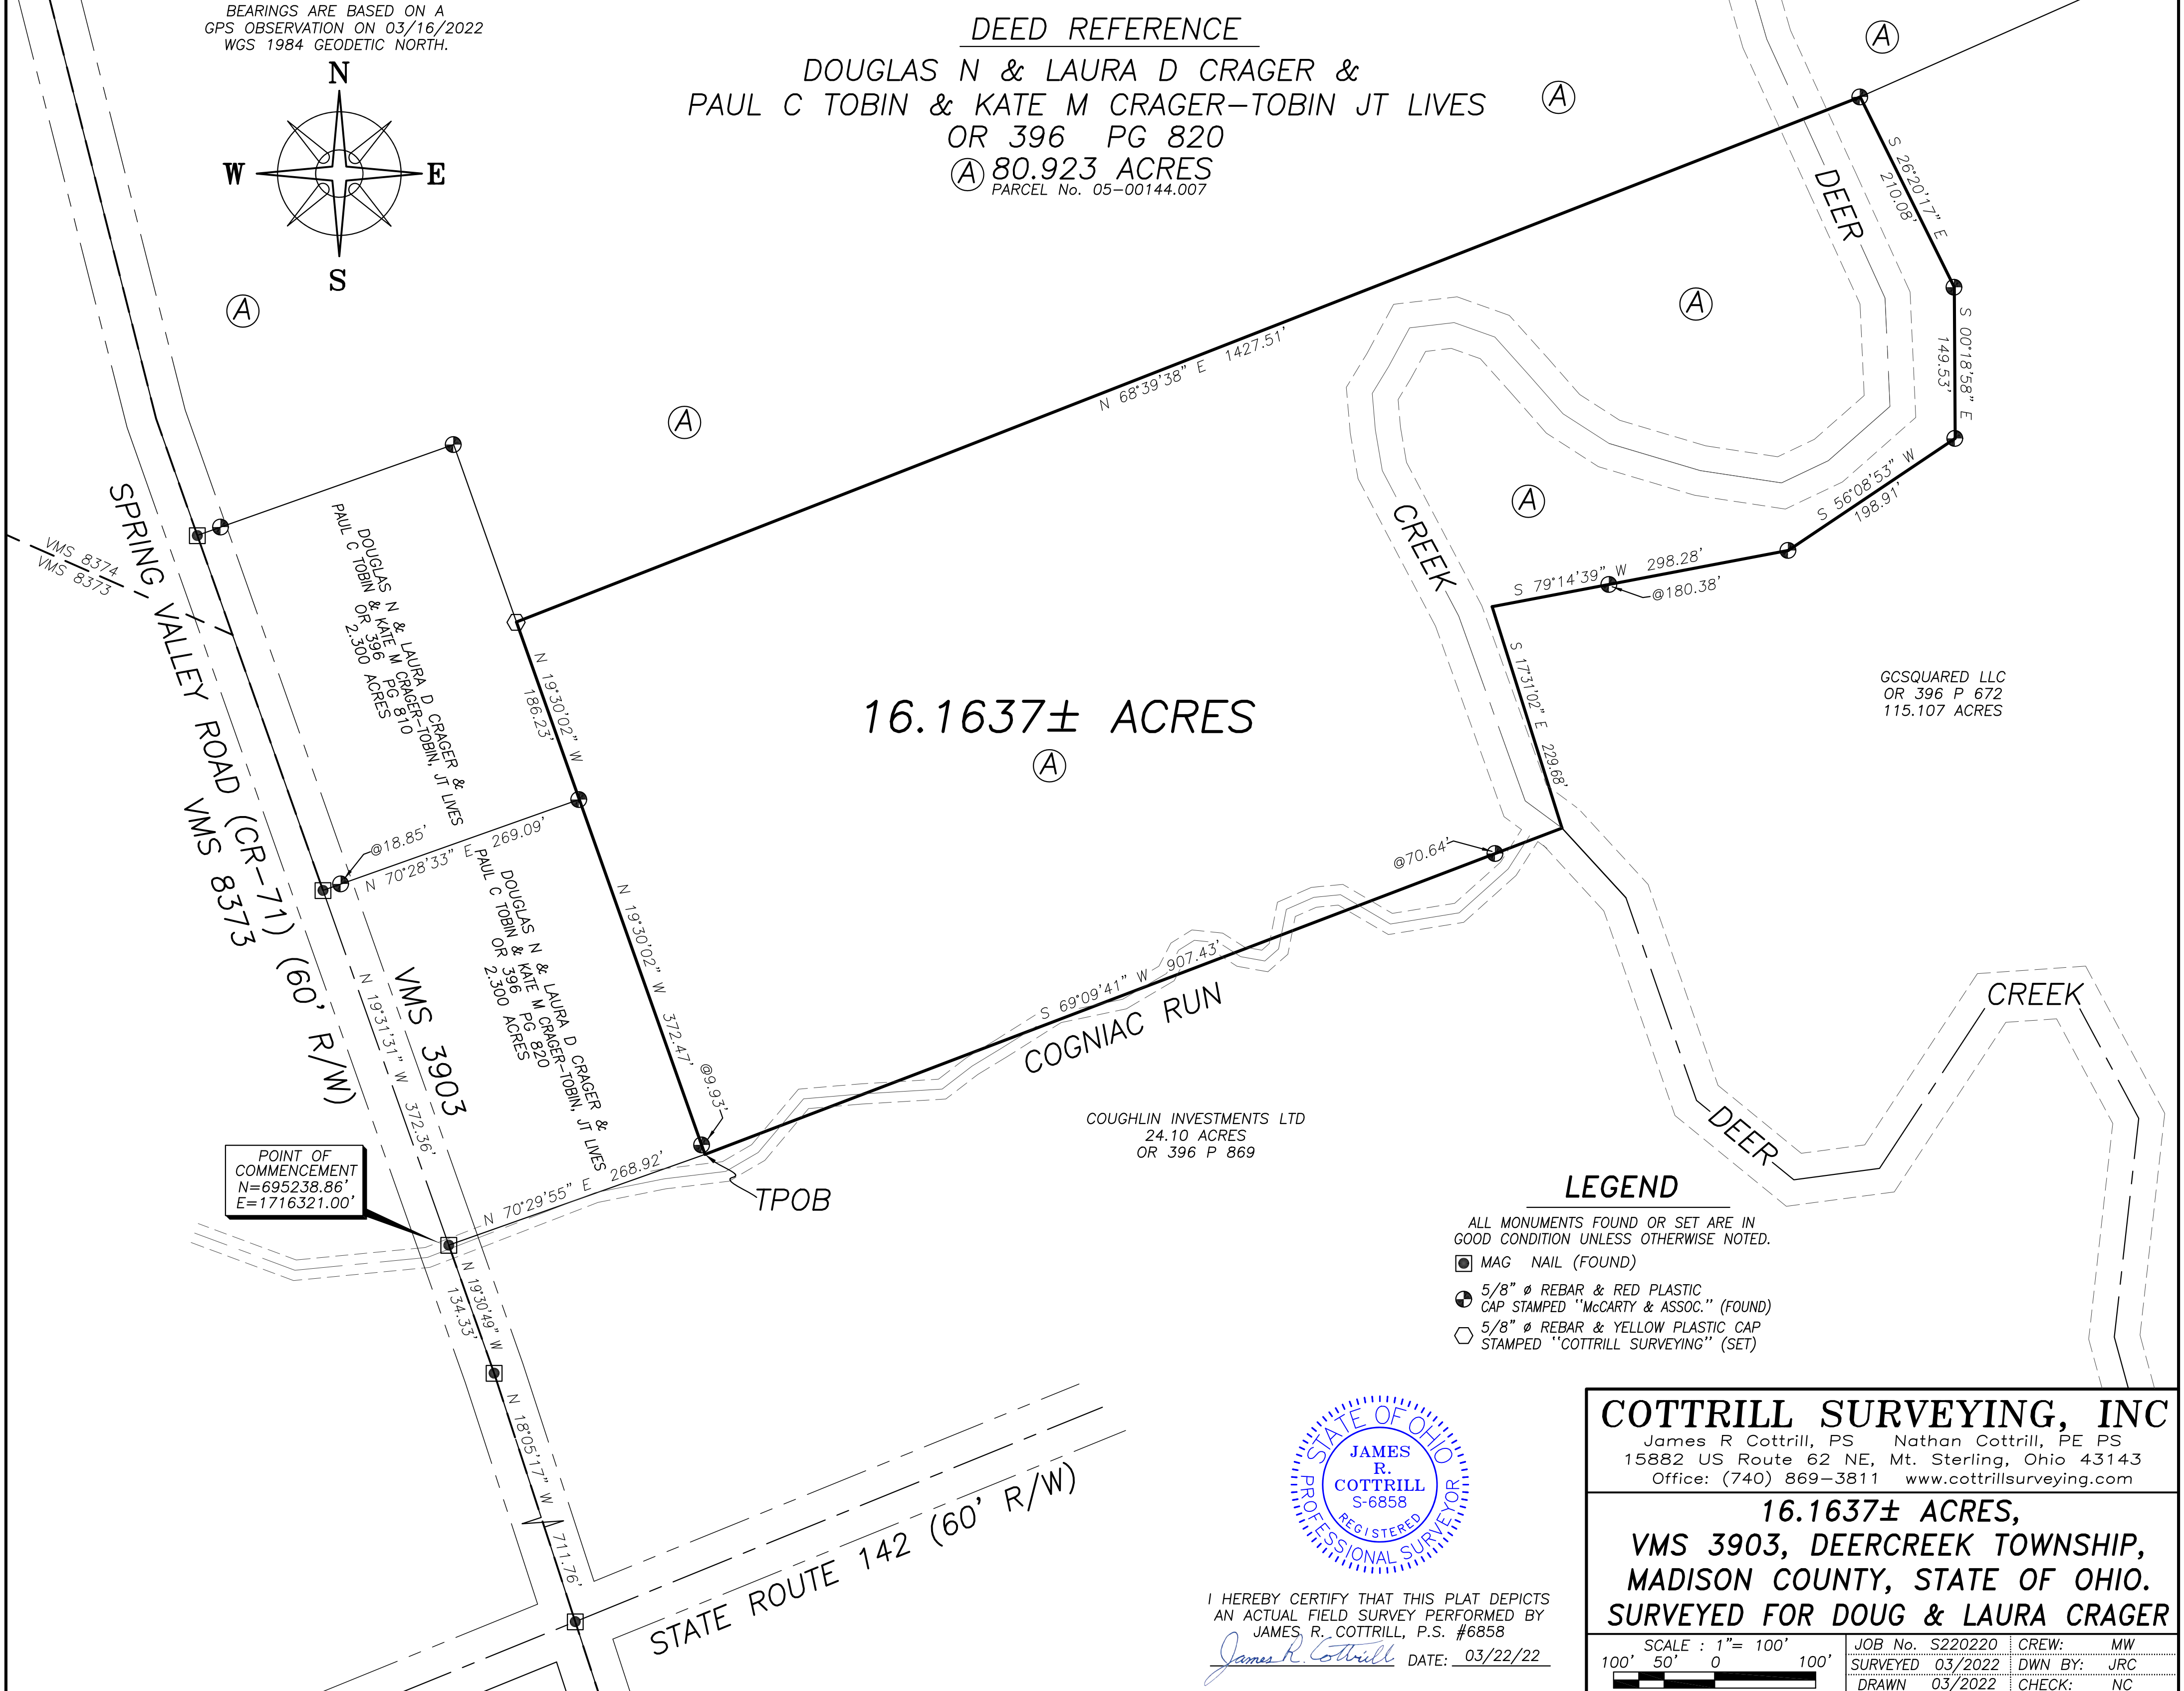 BEARINGS ARE BASED ON A
GPS OBSERVATION ON 03/16/2022
WGS 1984 GEODETIC NORTH.
N
W
E
S
DEED REFERENCE
DOUGLAS N & LAURA D CRAGER &
PAUL C TOBIN & KATE M CRAGER-TOBIN JT LIVES
OR 396 PG 820
A 80.923 ACRES
PARCEL No. 05-00144.007
A
A
A
A
A
A
DEER
S 26°20'17" E
210.08'
S 00°18'58" E
149.53'
S 56°08'53" W
198.91'
S 79°14'39" W 298.28'
@180.38'
N 68°39'38" E 1427.51'
CREEK
S 17°31'02" E 229.68'
VMS 8374
VMS 8373
SPRING VALLEY ROAD (CR-71) (60' R/W)
VMS 8373
DOUGLAS N & LAURA D CRAGER &
PAUL C TOBIN & KATE M CRAGER-TOBIN, JT LIVES
OR 396 PG 810
2.300 ACRES
N 19°30'02" W
186.23'
16.1637± ACRES
A
GCSQUARED LLC
OR 396 P 672
115.107 ACRES
@18.85'
N 70°28'33" E 269.09'
@70.64'
DOUGLAS N & LAURA D CRAGER &
PAUL C TOBIN & KATE M CRAGER-TOBIN, JT LIVES
OR 396 PG 820
2.300 ACRES
N 19°30'02" W 372.47'
@9.93'
VMS 3903
N 19°31'31" W 372.36'
S 69°09'41" W 907.43'
COGNIAC RUN
CREEK
DEER
COUGHLIN INVESTMENTS LTD
24.10 ACRES
OR 396 P 869
POINT OF
COMMENCEMENT
N=695238.86'
E=1716321.00'
N 70°29'55" E 268.92'
TPOB
N 19°30'49" W
134.33'
N 18°05'17" W 711.76'
STATE ROUTE 142 (60' R/W)
LEGEND
ALL MONUMENTS FOUND OR SET ARE IN
GOOD CONDITION UNLESS OTHERWISE NOTED.
MAG NAIL (FOUND)
5/8" ø REBAR & RED PLASTIC
CAP STAMPED "McCARTY & ASSOC." (FOUND)
5/8" ø REBAR & YELLOW PLASTIC CAP
STAMPED "COTTRILL SURVEYING" (SET)
STATE OF OHIO
JAMES
R.
COTTRILL
S-6858
REGISTERED
PROFESSIONAL SURVEYOR
I HEREBY CERTIFY THAT THIS PLAT DEPICTS
AN ACTUAL FIELD SURVEY PERFORMED BY
JAMES R. COTTRILL, P.S. #6858
James R. Cottrill DATE: 03/22/22
COTTRILL SURVEYING, INC
James R Cottrill, PS Nathan Cottrill, PE PS
15882 US Route 62 NE, Mt. Sterling, Ohio 43143
Office: (740) 869-3811 www.cottrillsurveying.com
16.1637± ACRES,
VMS 3903, DEERCREEK TOWNSHIP,
MADISON COUNTY, STATE OF OHIO.
SURVEYED FOR DOUG & LAURA CRAGER
SCALE : 1"= 100'
100' 50' 0 100'
JOB No. S220220 CREW: MW
SURVEYED 03/2022 DWN BY: JRC
DRAWN 03/2022 CHECK: NC